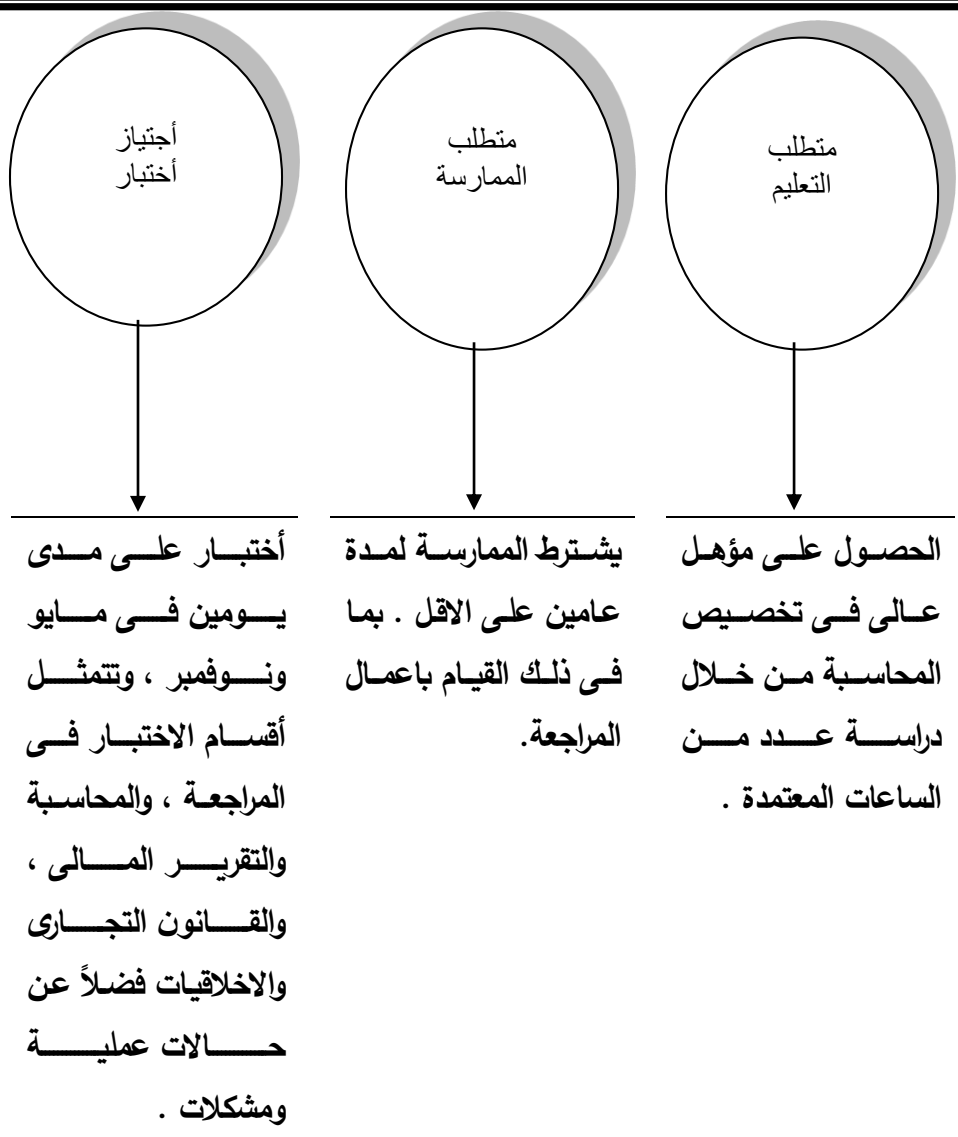 متطلب
التعليم
متطلب
الممارسة
أجتياز
أختبار
الحصول على مؤهل
عالى فى تخصيص
المحاسبة من خلال
دراسة عدد من
الساعات المعتمدة .
يشترط الممارسة لمدة
عامين على الاقل . بما
فى ذلك القيام باعمال
المراجعة.
أختبار على مدى
يومين فى مايو
ونوفمبر ، وتتمثل
أقسام الاختبار فى
المراجعة ، والمحاسبة
والتقرير المالى ،
والقانون التجارى
والاخلاقيات فضلاً عن
حالات عملية
ومشكلات .